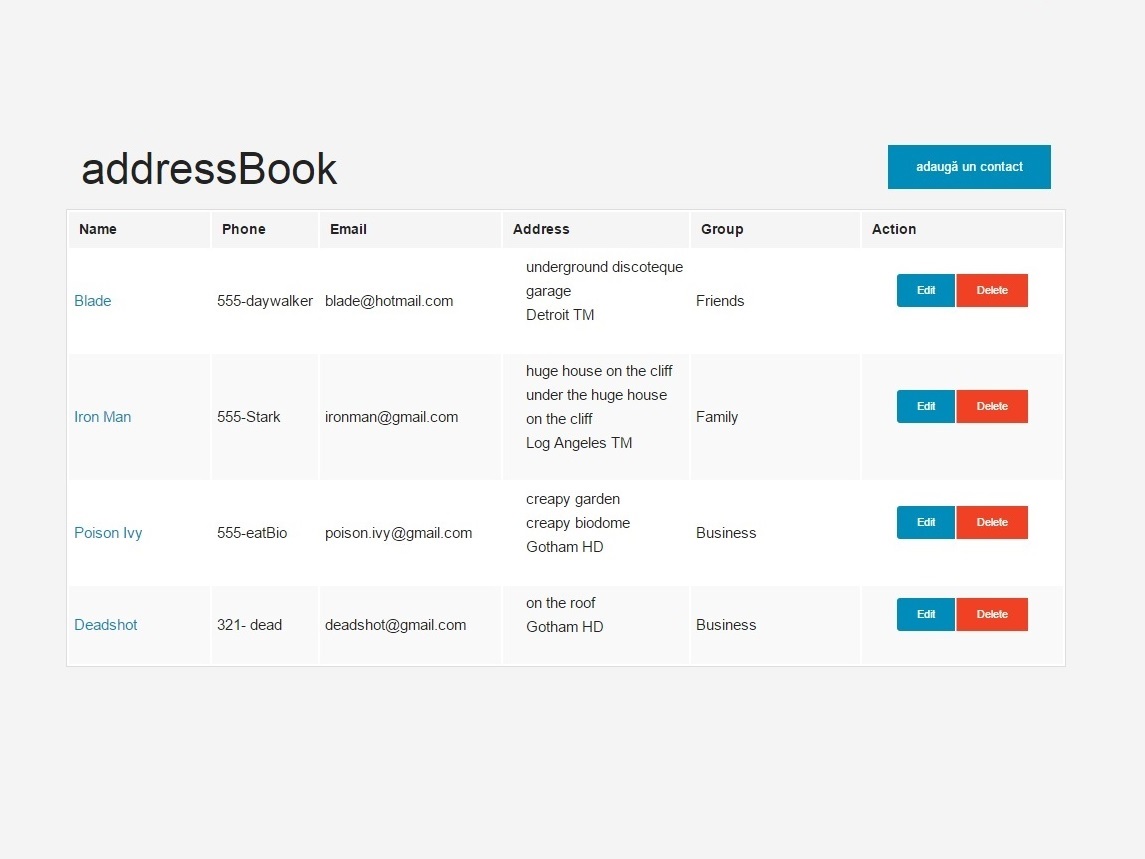 addressBook
adaugă un contact
Name Phone Email Address Group Action
Blade 555-daywalker blade@hotmail.com underground discoteque Friends Edit Delete
garage
Detroit TM
Iron Man 555-Stark ironman@gmail.com huge house on the cliff Family Edit Delete
under the huge house
on the cliff
Log Angeles TM
Poison Ivy 555-eatBio poison.ivy@gmail.com creapy garden Business Edit Delete
creapy biodome
Gotham HD
Deadshot 321- dead deadshot@gmail.com on the roof Business Edit Delete
Gotham HD